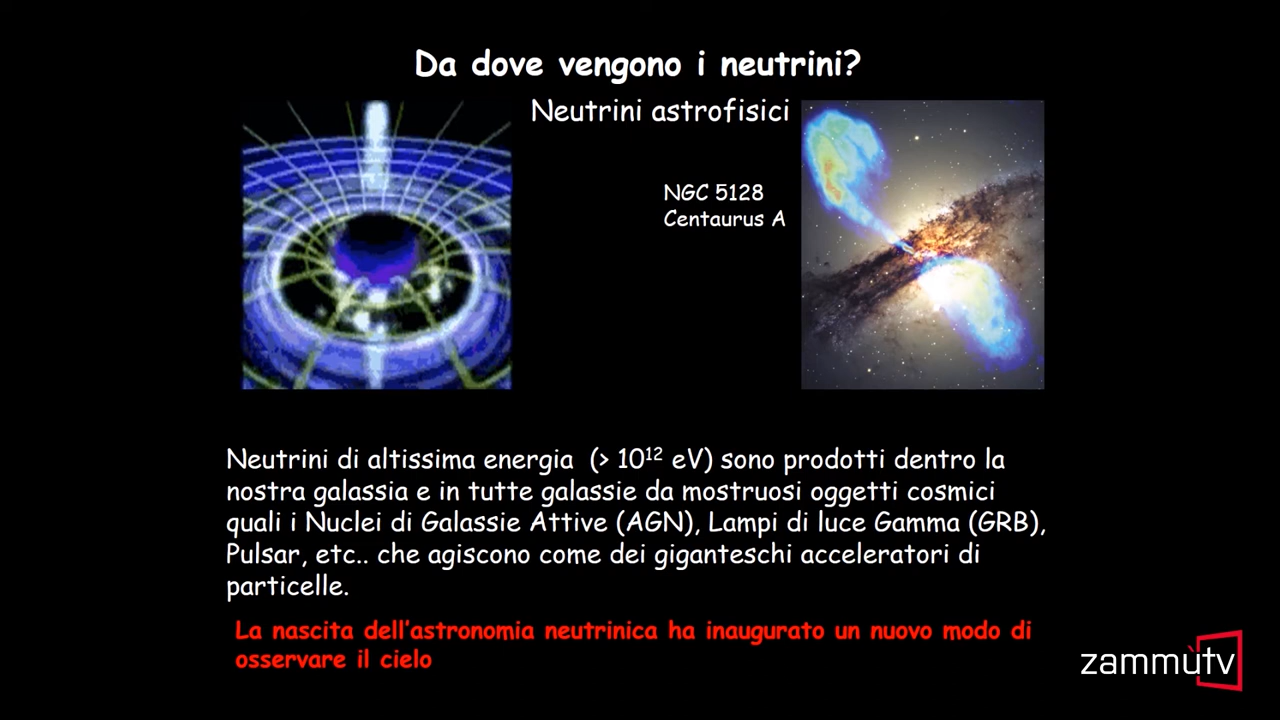 Da dove vengono i neutrini?
Neutrini astrofisici
NGC 5128
Centaurus A
Neutrini di altissima energia (> 10¹² eV) sono prodotti dentro la
nostra galassia e in tutte galassie da mostruosi oggetti cosmici
quali i Nuclei di Galassie Attive (AGN), Lampi di luce Gamma (GRB),
Pulsar, etc.. che agiscono come dei giganteschi acceleratori di
particelle.
La nascita dell'astronomia neutrinica ha inaugurato un nuovo modo di
osservare il cielo
zammùtv